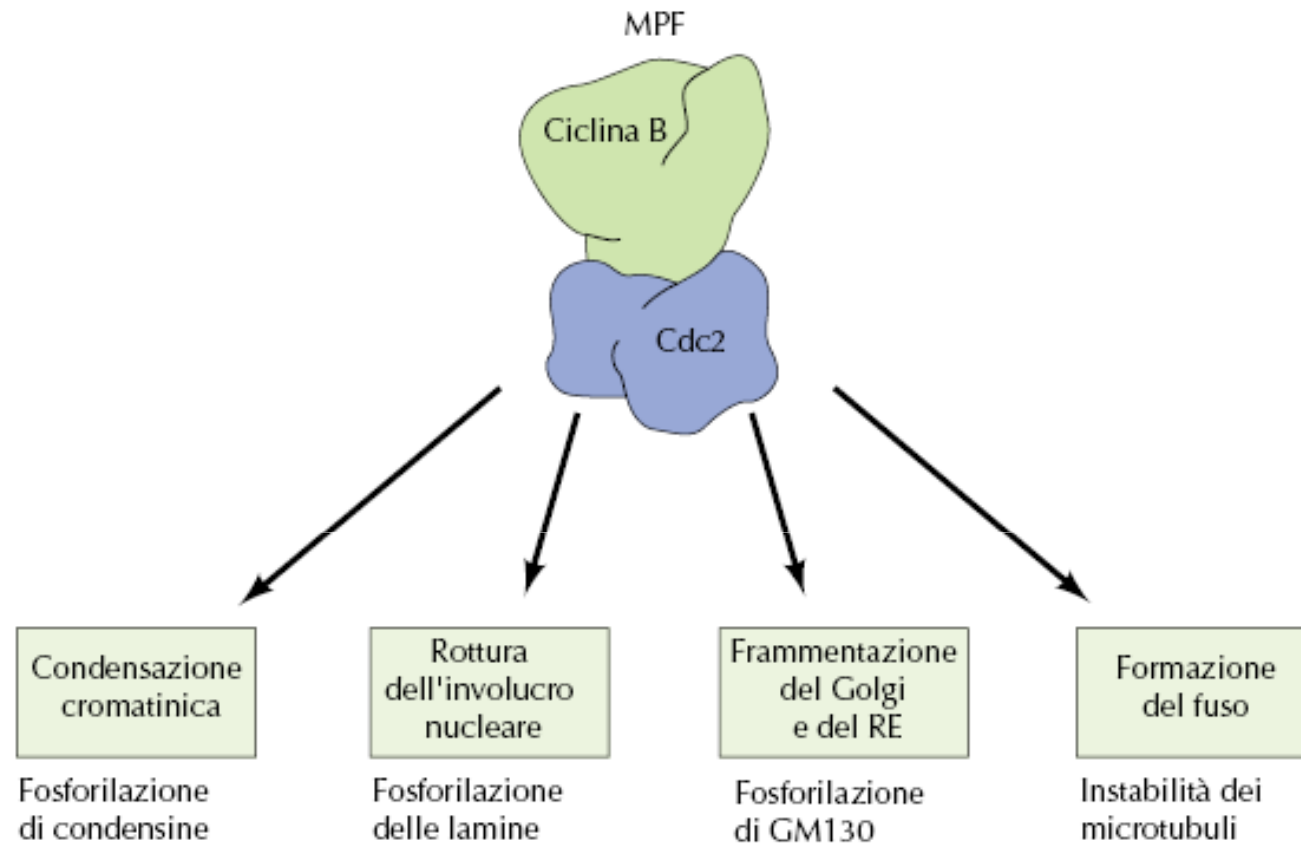 MPF
Ciclina B
Cdc2
Condensazione
cromatinica
Rottura
dell'involucro
nucleare
Frammentazione
del Golgi
e del RE
Formazione
del fuso
Fosforilazione
di condensine
Fosforilazione
delle lamine
Fosforilazione
di GM130
Instabilità dei
microtubuli